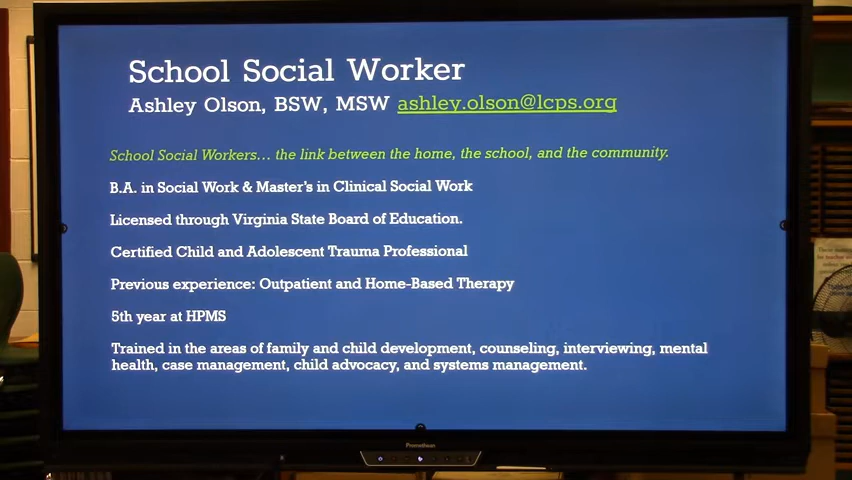 School Social Worker
Ashley Olson, BSW, MSW ashley.olson@lcps.org
School Social Workers... the link between the home, the school, and the community.
B.A. in Social Work & Master's in Clinical Social Work
Licensed through Virginia State Board of Education.
Certified Child and Adolescent Trauma Professional
Previous experience: Outpatient and Home-Based Therapy
5th year at HPMS
Trained in the areas of family and child development, counseling, interviewing, mental
health, case management, child advocacy, and systems management.
Promethean